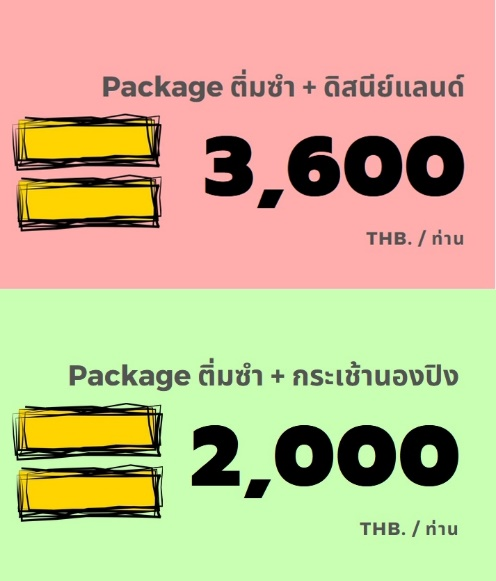 Package ติ่มซำ + ดิสนีย์แลนด์
3,600
THB. / ท่าน
Package ติ่มซำ + กระเช้านองปิง
2,000
THB. / ท่าน